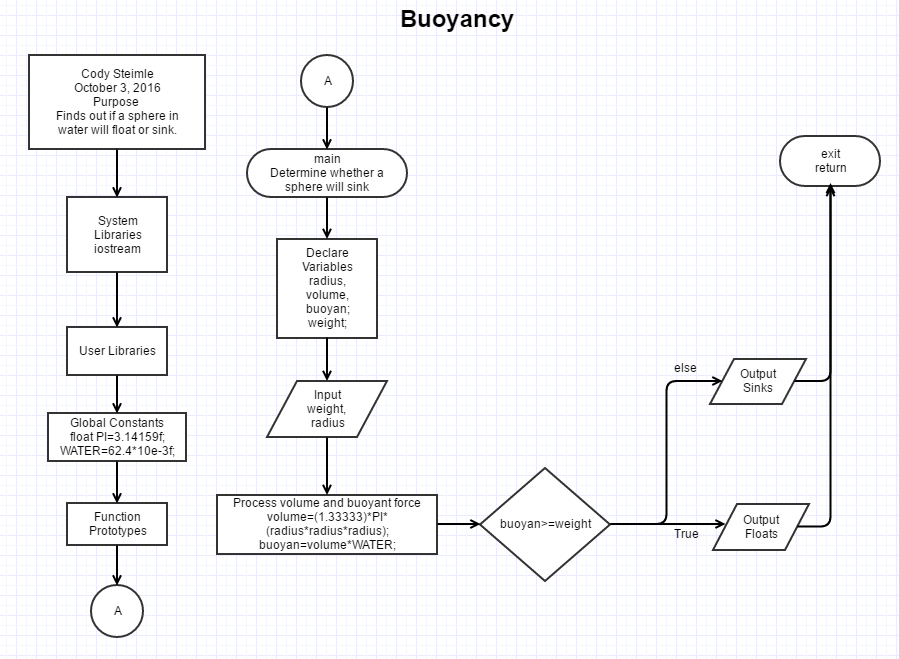 Buoyancy
Cody Steimle
October 3, 2016
Purpose
Finds out if a sphere in
water will float or sink.
System
Libraries
iostream
User Libraries
Global Constants
float PI=3.14159f;
WATER=62.4*10e-3f;
Function
Prototypes
A
A
main
Determine whether a
sphere will sink
Declare
Variables
radius,
volume,
buoyan;
weight;
Input
weight,
radius
Process volume and buoyant force
volume=(1.33333)*PI*
(radius*radius*radius);
buoyan=volume*WATER;
buoyan>=weight
else
True
Output
Sinks
Output
Floats
exit
return